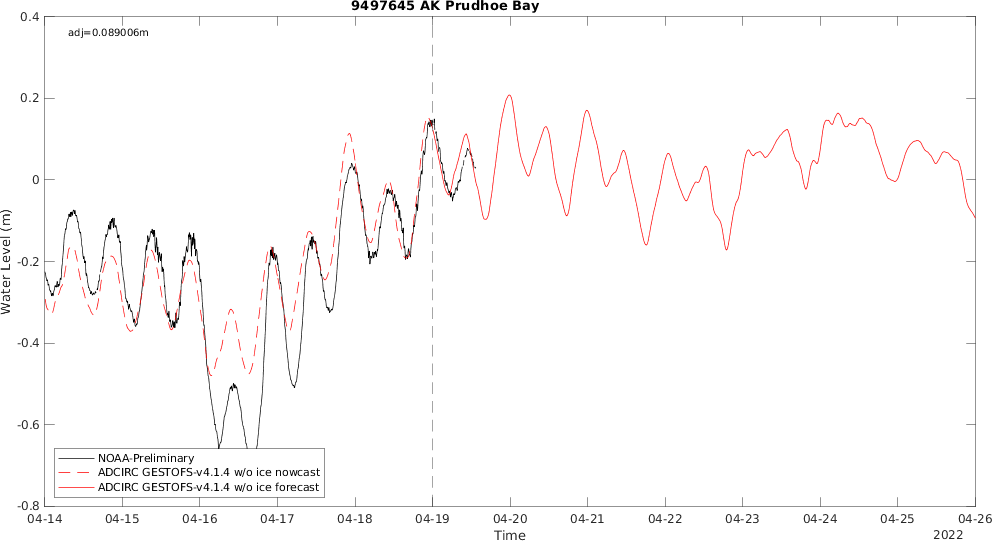 9497645 AK Prudhoe Bay
adj=0.089006m
0.4
0.2
0
-0.2
-0.4
-0.6
-0.8
Water Level (m)
NOAA-Preliminary
ADCIRC GESTOFS-v4.1.4 w/o ice nowcast
ADCIRC GESTOFS-v4.1.4 w/o ice forecast
04-14 04-15 04-16 04-17 04-18 04-19 04-20 04-21 04-22 04-23 04-24 04-25 04-26
Time
2022